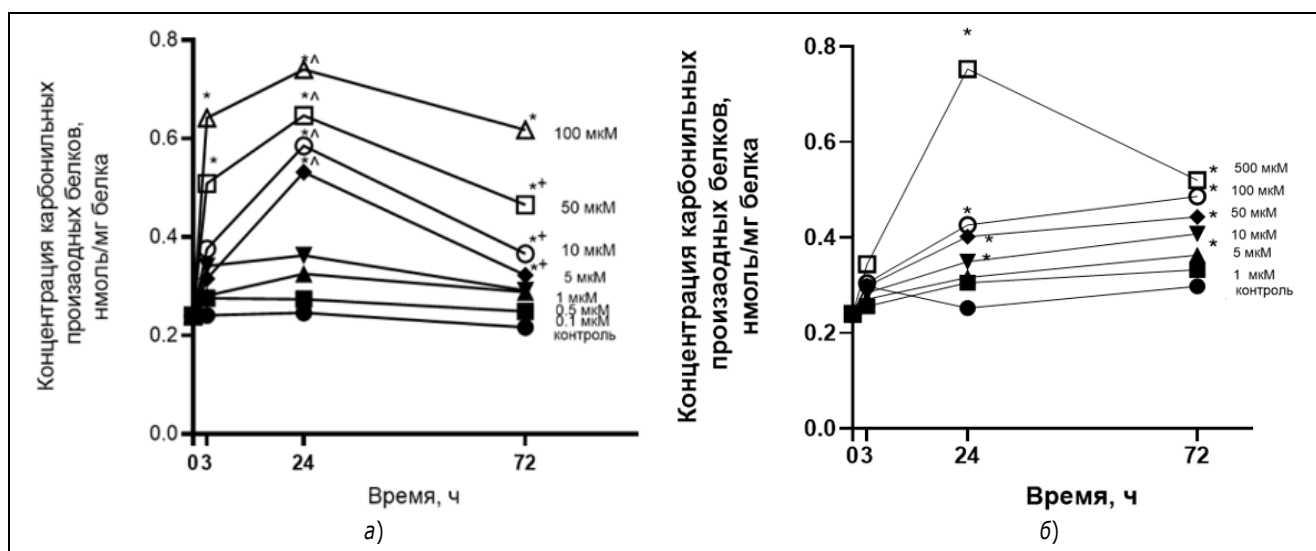 Концентрация карбонильных
произаодных белков,
нмоль/мг белка
0.8
0.6
0.4
0.2
0.0
*
*^
*
*^
*^
*^
*
*+
*+
*+
100 мкМ
50 мкМ
10 мкМ
5 мкМ
1 мкМ
0.5 мкМ
0.1 мкМ
контроль
0 3 24 72
Время, ч
а)
Концентрация карбонильных
произаодных белков,
нмоль/мг белка
0.8
0.6
0.4
0.2
0.0
*
*
*
*
*
*
*
*
500 мкМ
100 мкМ
50 мкМ
10 мкМ
5 мкМ
1 мкМ
контроль
0 3 24 72
Время, ч
б)